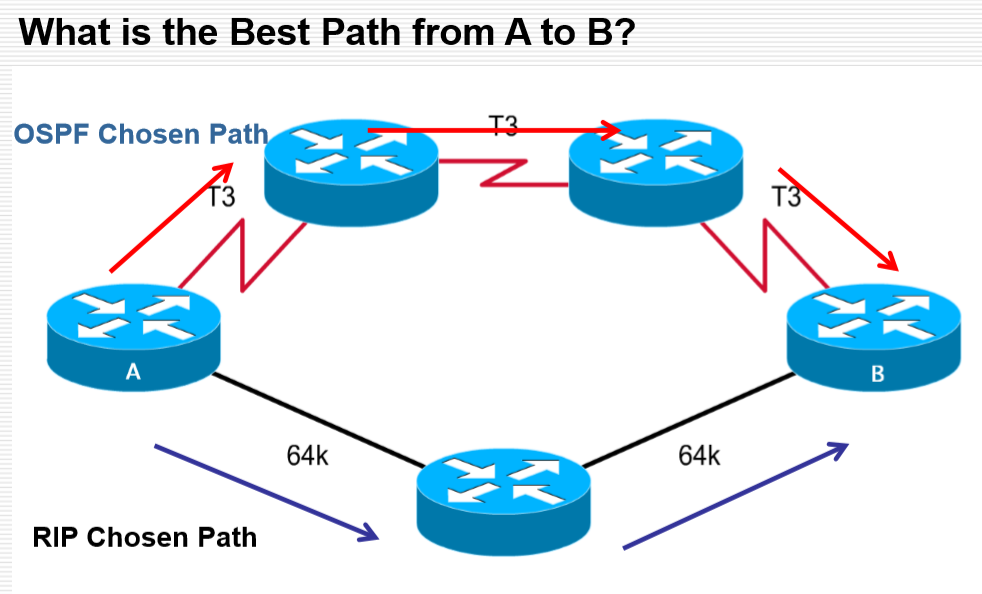 What is the Best Path from A to B?
OSPF Chosen Path
T3
T3
T3
A
B
64k
64k
RIP Chosen Path